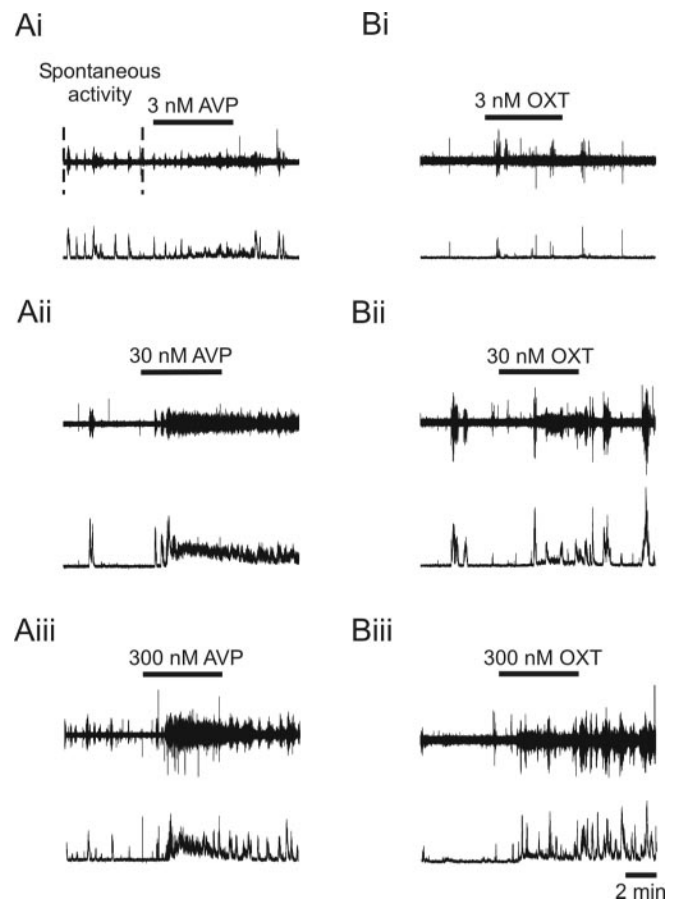 Ai
Bi
Spontaneous
activity
3 nM AVP
3 nM OXT
Aii
Bii
30 nM AVP
30 nM OXT
Aiii
Biii
300 nM AVP
300 nM OXT
2 min